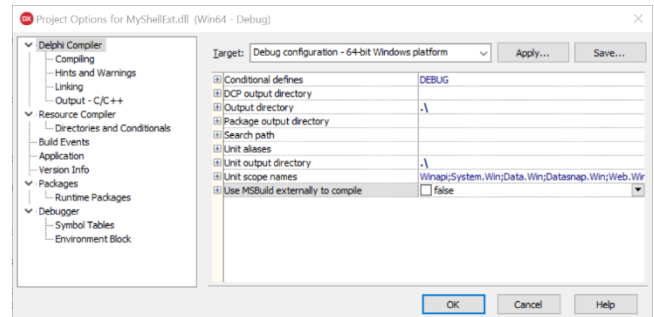 Project Options for MyShellExt.dll (Win64 - Debug)
Delphi Compiler
Compiling
Hints and Warnings
Linking
Output - C/C++
Resource Compiler
Directories and Conditionals
Build Events
Application
Version Info
Packages
Runtime Packages
Debugger
Symbol Tables
Environment Block
Target: Debug configuration - 64-bit Windows platform Apply... Save...
Conditional defines DEBUG
DCP output directory
Output directory .\
Package output directory
Search path
Unit aliases
Unit output directory .\
Unit scope names Winapi;System.Win;Data.Win;Datasnap.Win;Web.Wir
Use MSBuild externally to compile false
OK Cancel Help